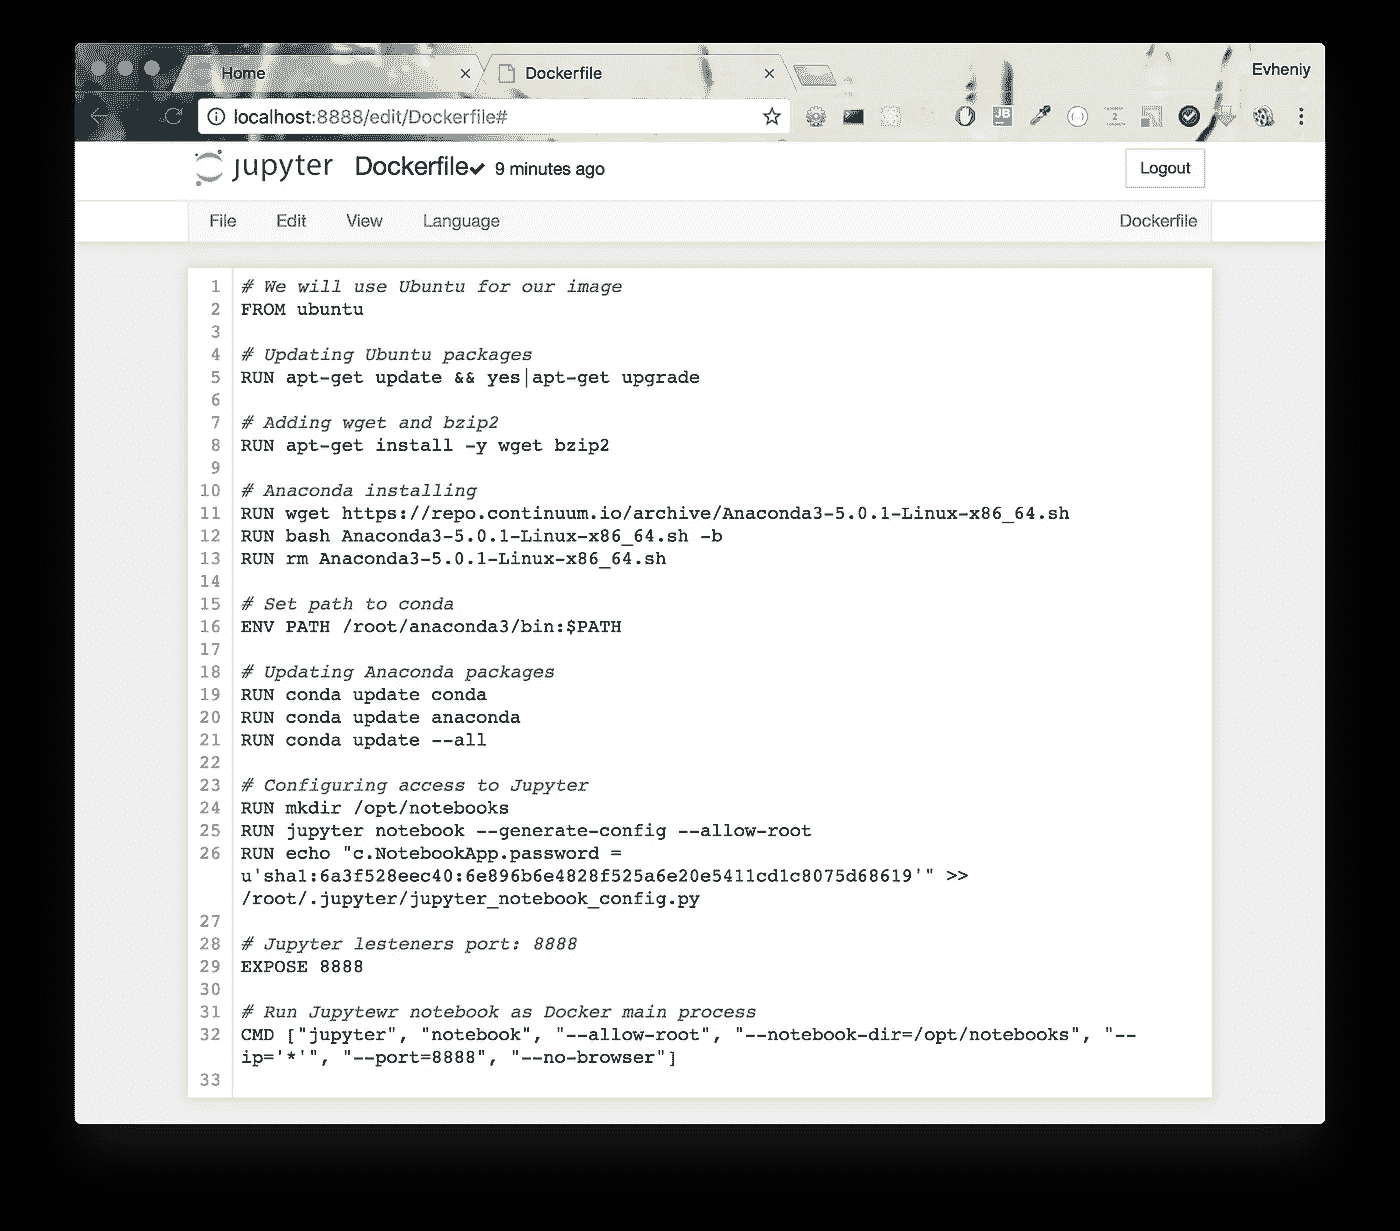 Home
Dockerfile
Evheniy
localhost:8888/edit/Dockerfile#
JB
2
jupyter Dockerfile 9 minutes ago
Logout
File Edit View Language Dockerfile
1 # We will use Ubuntu for our image
2 FROM ubuntu
3
4 # Updating Ubuntu packages
5 RUN apt-get update && yes|apt-get upgrade
6
7 # Adding wget and bzip2
8 RUN apt-get install -y wget bzip2
9
10 # Anaconda installing
11 RUN wget https://repo.continuum.io/archive/Anaconda3-5.0.1-Linux-x86_64.sh
12 RUN bash Anaconda3-5.0.1-Linux-x86_64.sh -b
13 RUN rm Anaconda3-5.0.1-Linux-x86_64.sh
14
15 # Set path to conda
16 ENV PATH /root/anaconda3/bin:$PATH
17
18 # Updating Anaconda packages
19 RUN conda update conda
20 RUN conda update anaconda
21 RUN conda update --all
22
23 # Configuring access to Jupyter
24 RUN mkdir /opt/notebooks
25 RUN jupyter notebook --generate-config --allow-root
26 RUN echo "c.NotebookApp.password =
u'sha1:6a3f528eec40:6e896b6e4828f525a6e20e5411cd1c8075d68619'" >>
/root/.jupyter/jupyter_notebook_config.py
27
28 # Jupyter lesteners port: 8888
29 EXPOSE 8888
30
31 # Run Jupytewr notebook as Docker main process
32 CMD ["jupyter", "notebook", "--allow-root", "--notebook-dir=/opt/notebooks", "--
ip='*'", "--port=8888", "--no-browser"]
33